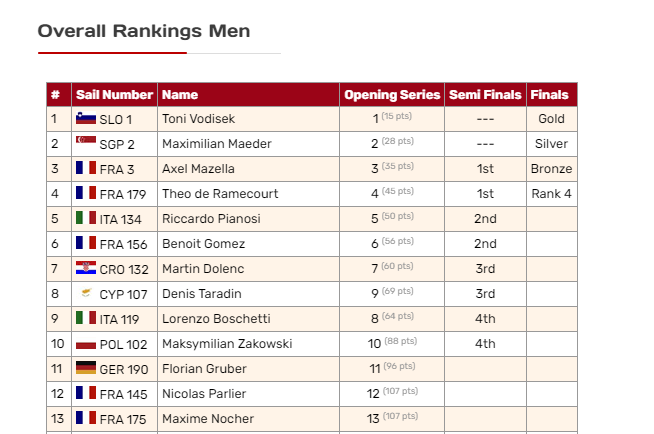 Overall Rankings Men
# Sail Number Name Opening Series Semi Finals Finals
1 SLO 1 Toni Vodisek 1 (15 pts) --- Gold
2 SGP 2 Maximilian Maeder 2 (28 pts) --- Silver
3 FRA 3 Axel Mazella 3 (35 pts) 1st Bronze
4 FRA 179 Theo de Ramecourt 4 (45 pts) 1st Rank 4
5 ITA 134 Riccardo Pianosi 5 (50 pts) 2nd
6 FRA 156 Benoit Gomez 6 (56 pts) 2nd
7 CRO 132 Martin Dolenc 7 (60 pts) 3rd
8 CYP 107 Denis Taradin 9 (69 pts) 3rd
9 ITA 119 Lorenzo Boschetti 8 (64 pts) 4th
10 POL 102 Maksymilian Zakowski 10 (88 pts) 4th
11 GER 190 Florian Gruber 11 (96 pts)
12 FRA 145 Nicolas Parlier 12 (107 pts)
13 FRA 175 Maxime Nocher 13 (107 pts)